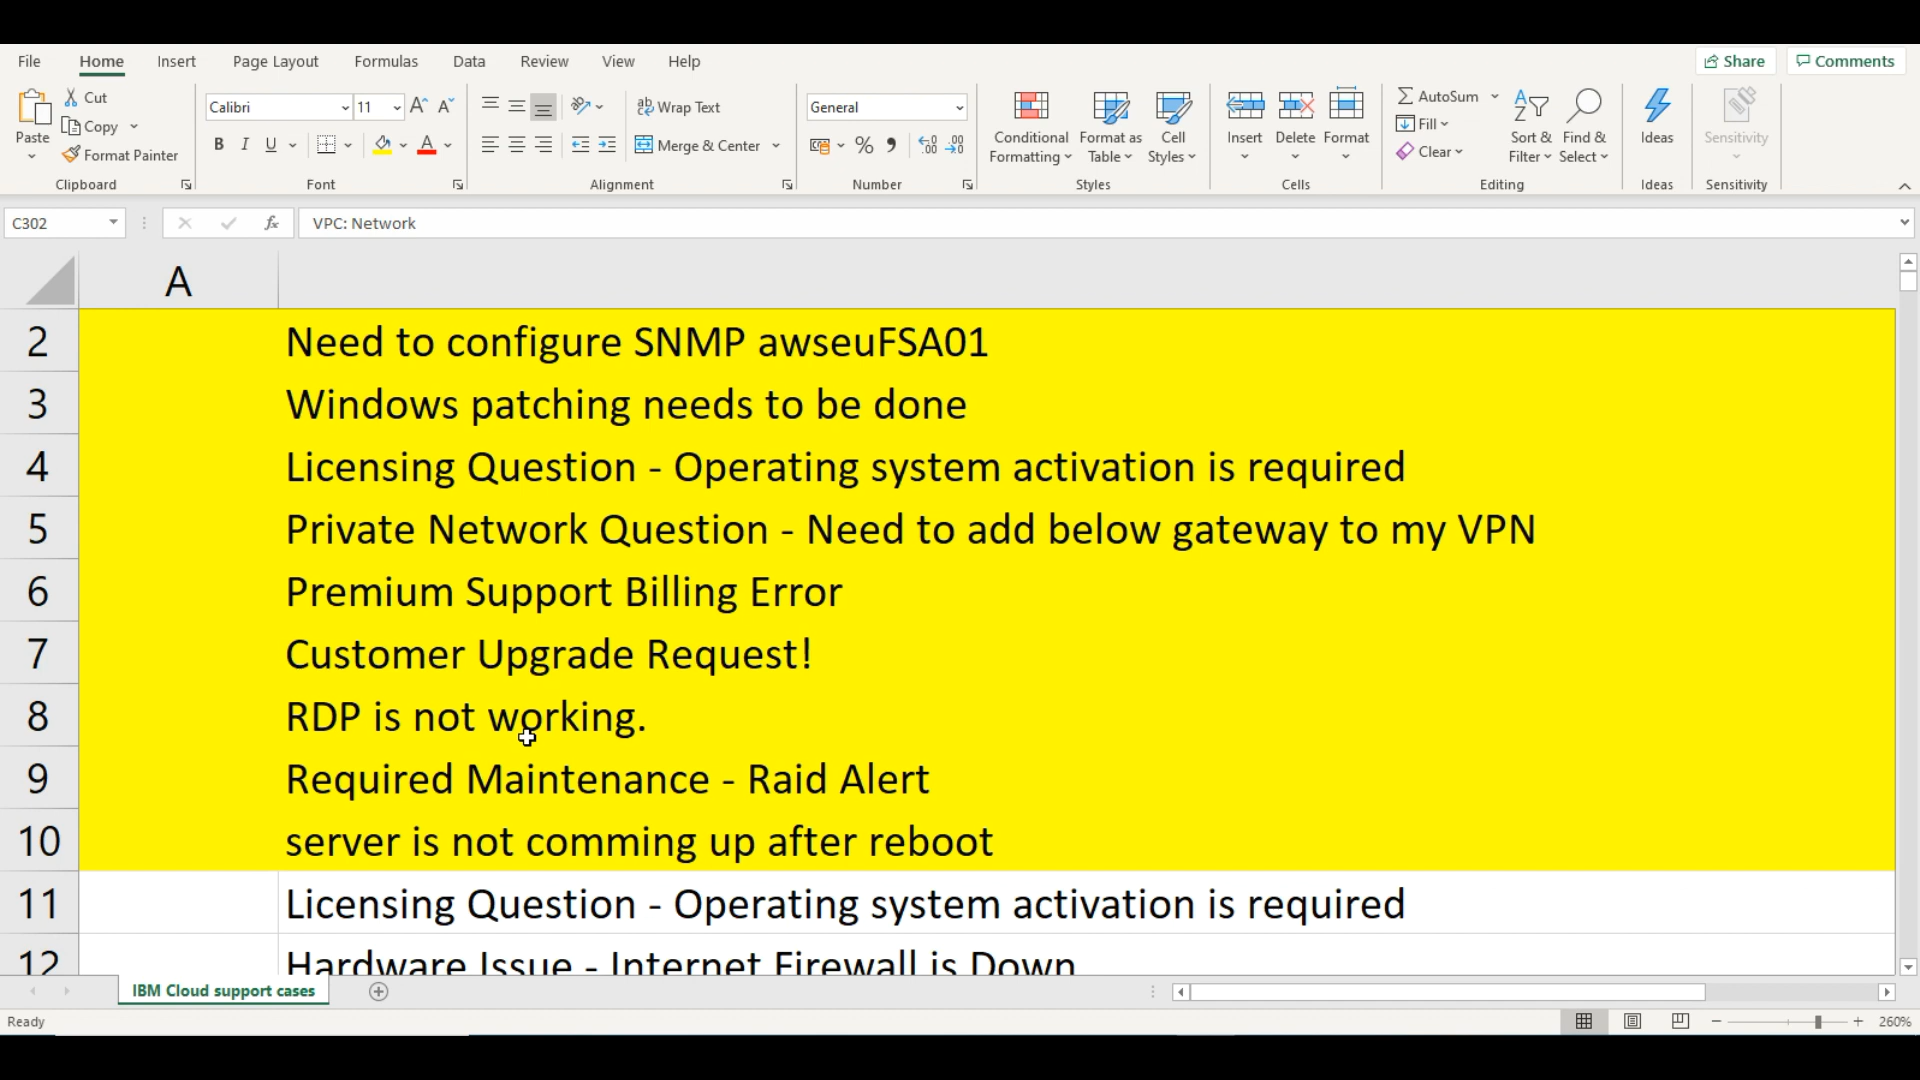 File Home Insert Page Layout Formulas Data Review View Help Share Comments
Paste Cut Copy Format Painter Clipboard
Calibri 11 B I U Font
Wrap Text Merge & Center Alignment
General Number
Conditional Formatting Format as Table Cell Styles Styles
Insert Delete Format Cells
AutoSum Fill Clear Sort & Filter Find & Select Editing
Ideas Ideas
Sensitivity Sensitivity
C302 fx VPC: Network
A
2 Need to configure SNMP awseuFSA01
3 Windows patching needs to be done
4 Licensing Question - Operating system activation is required
5 Private Network Question - Need to add below gateway to my VPN
6 Premium Support Billing Error
7 Customer Upgrade Request!
8 RDP is not working.
9 Required Maintenance - Raid Alert
10 server is not comming up after reboot
11 Licensing Question - Operating system activation is required
12 Hardware Issue - Internet Firewall is Down
IBM Cloud support cases
Ready 260%